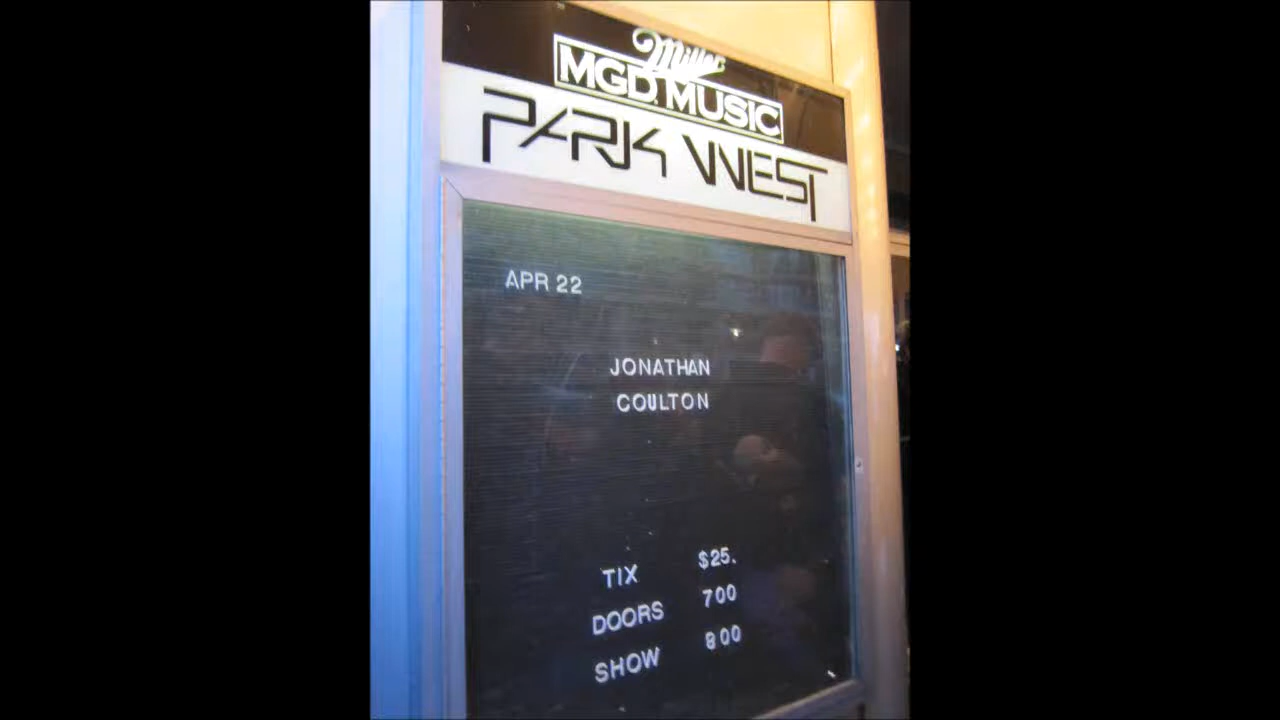 Miller
MGD. MUSIC
PARK WEST
APR 22
JONATHAN
COULTON
TIX $25.
DOORS 700
SHOW 800